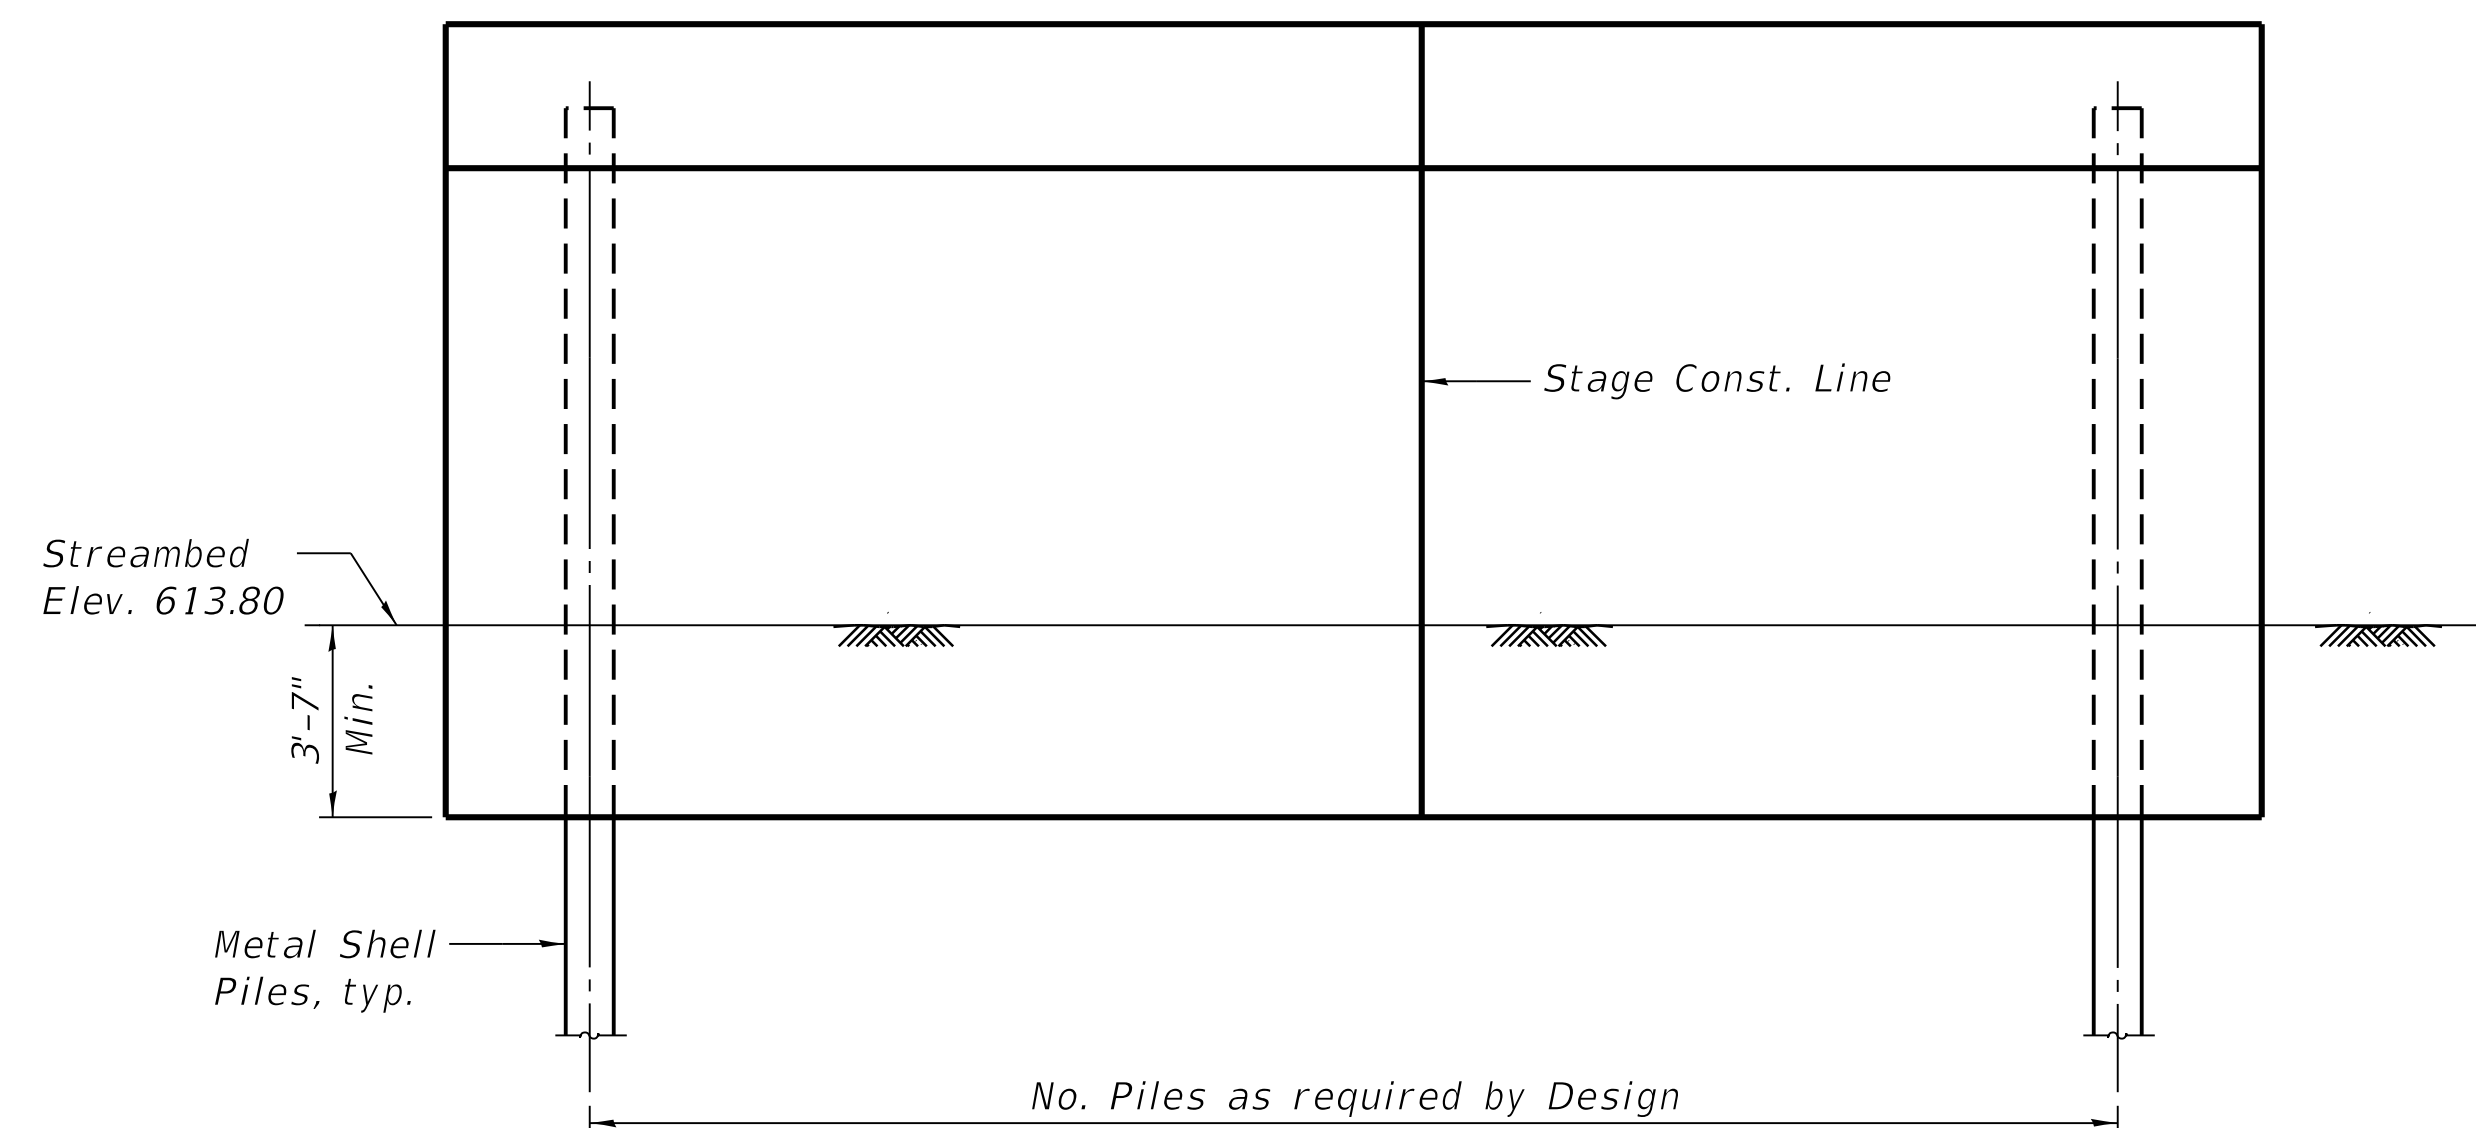 Stage Const. Line
Streambed
Elev. 613.80
3'-7"
Min.
Metal Shell
Piles, typ.
No. Piles as required by Design